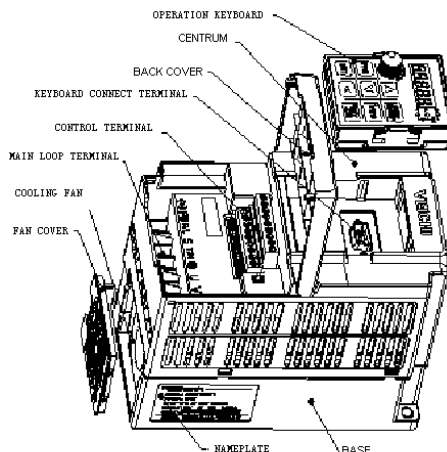 OPERATION KEYBOARD
CENTRUM
BACK COVER
KEYBOARD CONNECT TERMINAL
CONTROL TERMINAL
MAIN LOOP TERMINAL
COOLING FAN
FAN COVER
NAMEPLATE
BASE